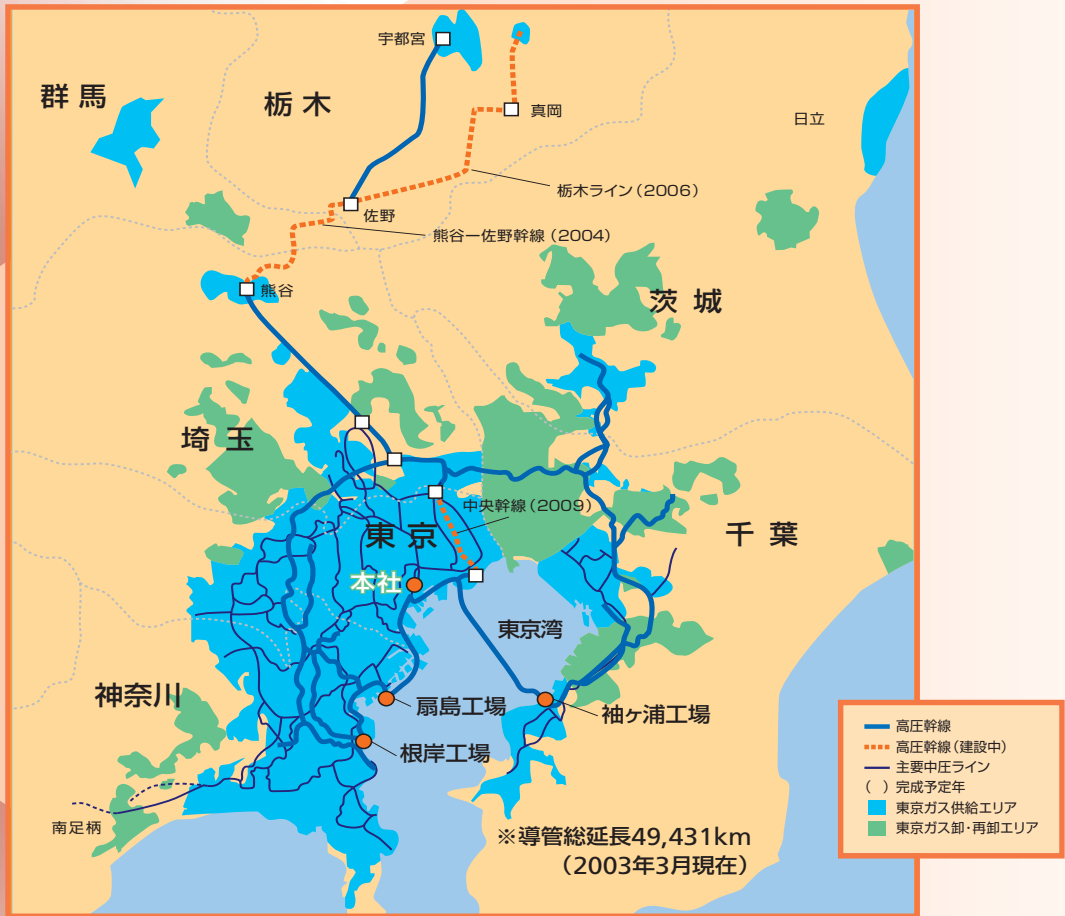 宇都宮
群馬
栃木
真岡
日立
栃木ライン（2006）
佐野
熊谷ー佐野幹線（2004）
熊谷
茨城
埼玉
中央幹線（2009）
東京
千葉
本社
東京湾
神奈川
扇島工場
袖ヶ浦工場
根岸工場
南足柄
※導管総延長49,431km
（2003年3月現在）
高圧幹線
高圧幹線（建設中）
主要中圧ライン
（ ）完成予定年
東京ガス供給エリア
東京ガス卸・再卸エリア